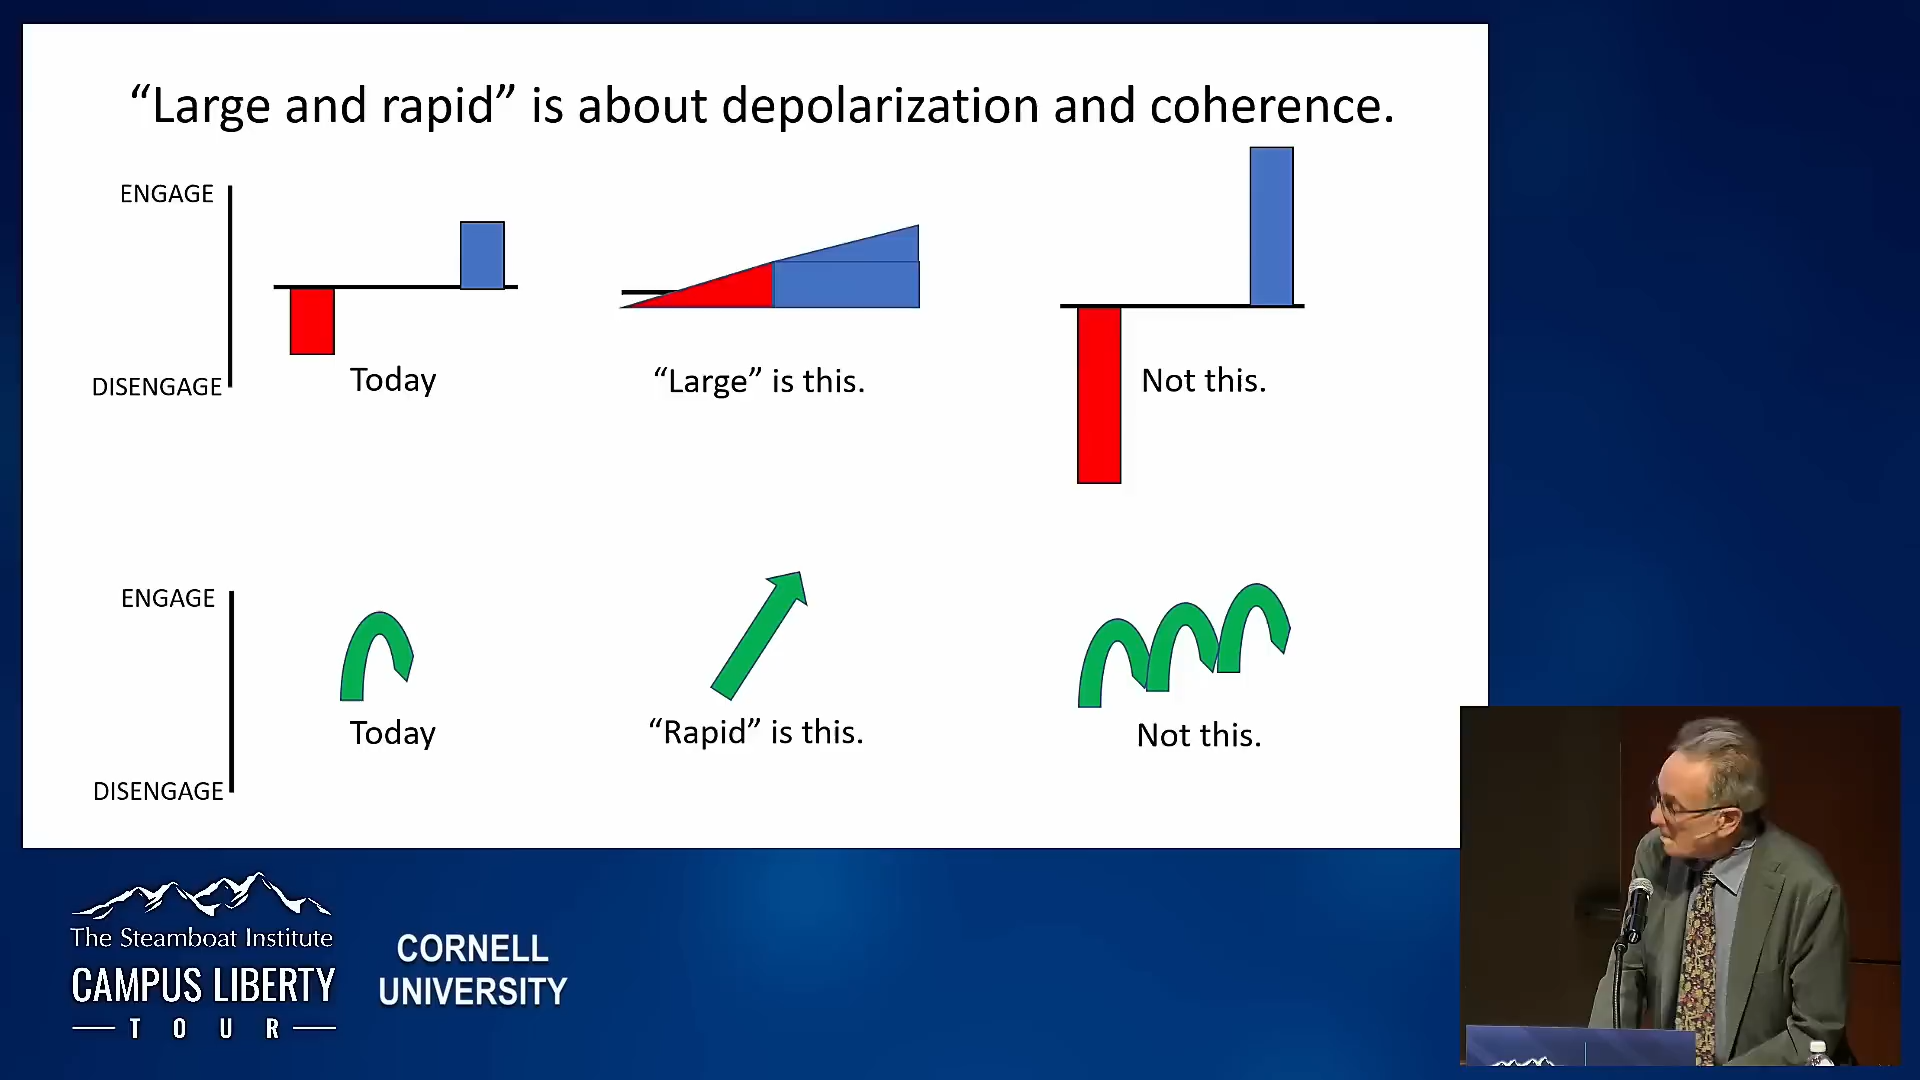 “Large and rapid” is about depolarization and coherence.
ENGAGE
DISENGAGE
Today
“Large” is this.
Not this.
ENGAGE
DISENGAGE
Today
“Rapid” is this.
Not this.
The Steamboat Institute
CAMPUS LIBERTY
TOUR
CORNELL
UNIVERSITY